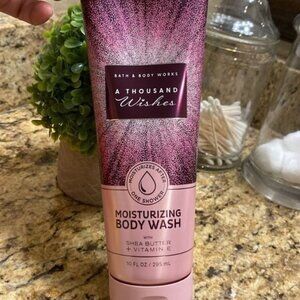 BATH & BODY WORKS
A THOUSAND
Wishes
MOISTURIZES AFTER
ONE SHOWER
MOISTURIZING
BODY WASH
WITH
SHEA BUTTER
+ VITAMIN E
10 FL OZ / 295 mL